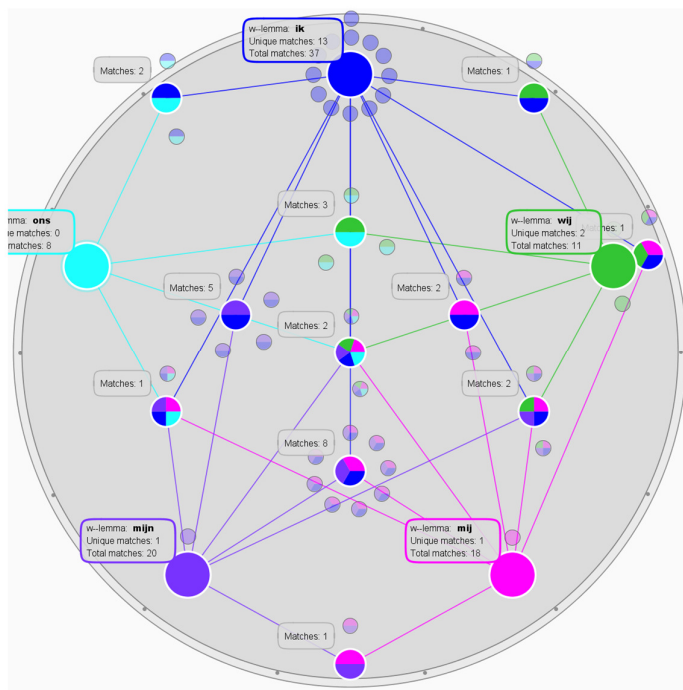 w--lemma: ik
Unique matches: 13
Total matches: 37
Matches: 2
Matches: 1
Matches: 3
w--lemma: ons
ue matches: 0
matches: 8
w--lemma: wij
Unique matches: 2
Total matches: 11
s: 1
Matches: 5
Matches: 2
Matches: 2
Matches: 1
Matches: 2
Matches: 8
w--lemma: mijn
Unique matches: 1
Total matches: 20
w--lemma: mij
Unique matches: 1
Total matches: 18
Matches: 1